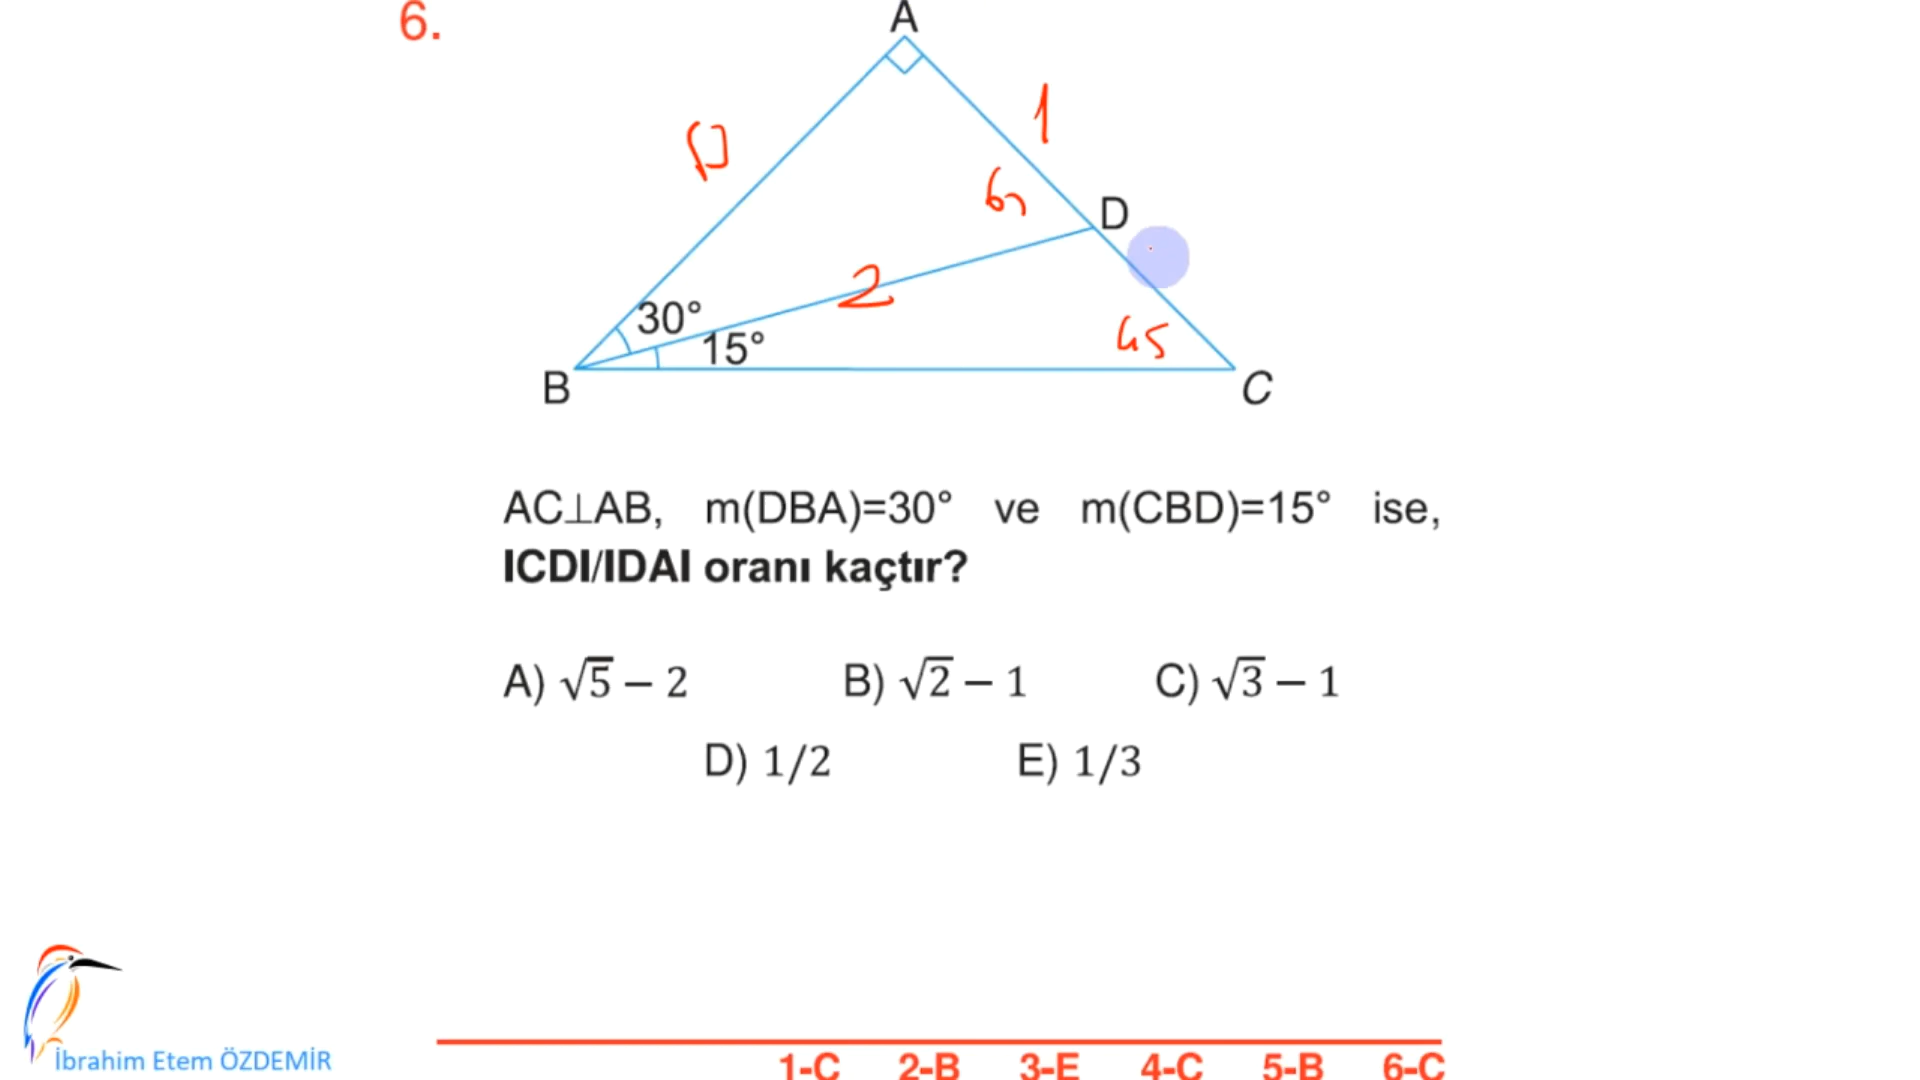 6.
A
1
6
D
2
30°
15°
45
B
C
AC⊥AB, m(DBA)=30° ve m(CBD)=15° ise,
ICDI/IDAI oranı kaçtır?
A) √5 − 2 B) √2 − 1 C) √3 − 1
D) 1/2 E) 1/3
İbrahim Etem ÖZDEMİR
1-C 2-B 3-E 4-C 5-B 6-C